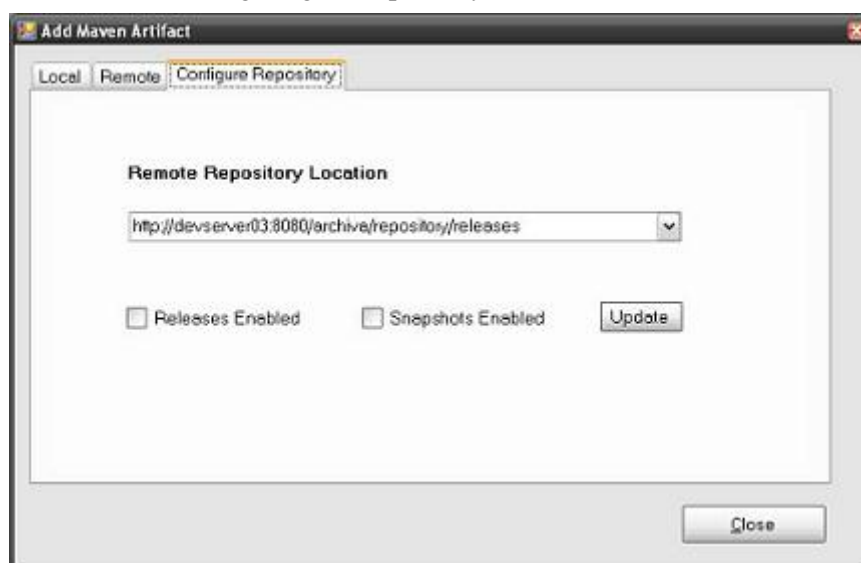 Add Maven Artifact
Local Remote Configure Repository
Remote Repository Location
http://devserver03:8080/archiva/repository/releases
Releases Enabled Snapshots Enabled Update
Close